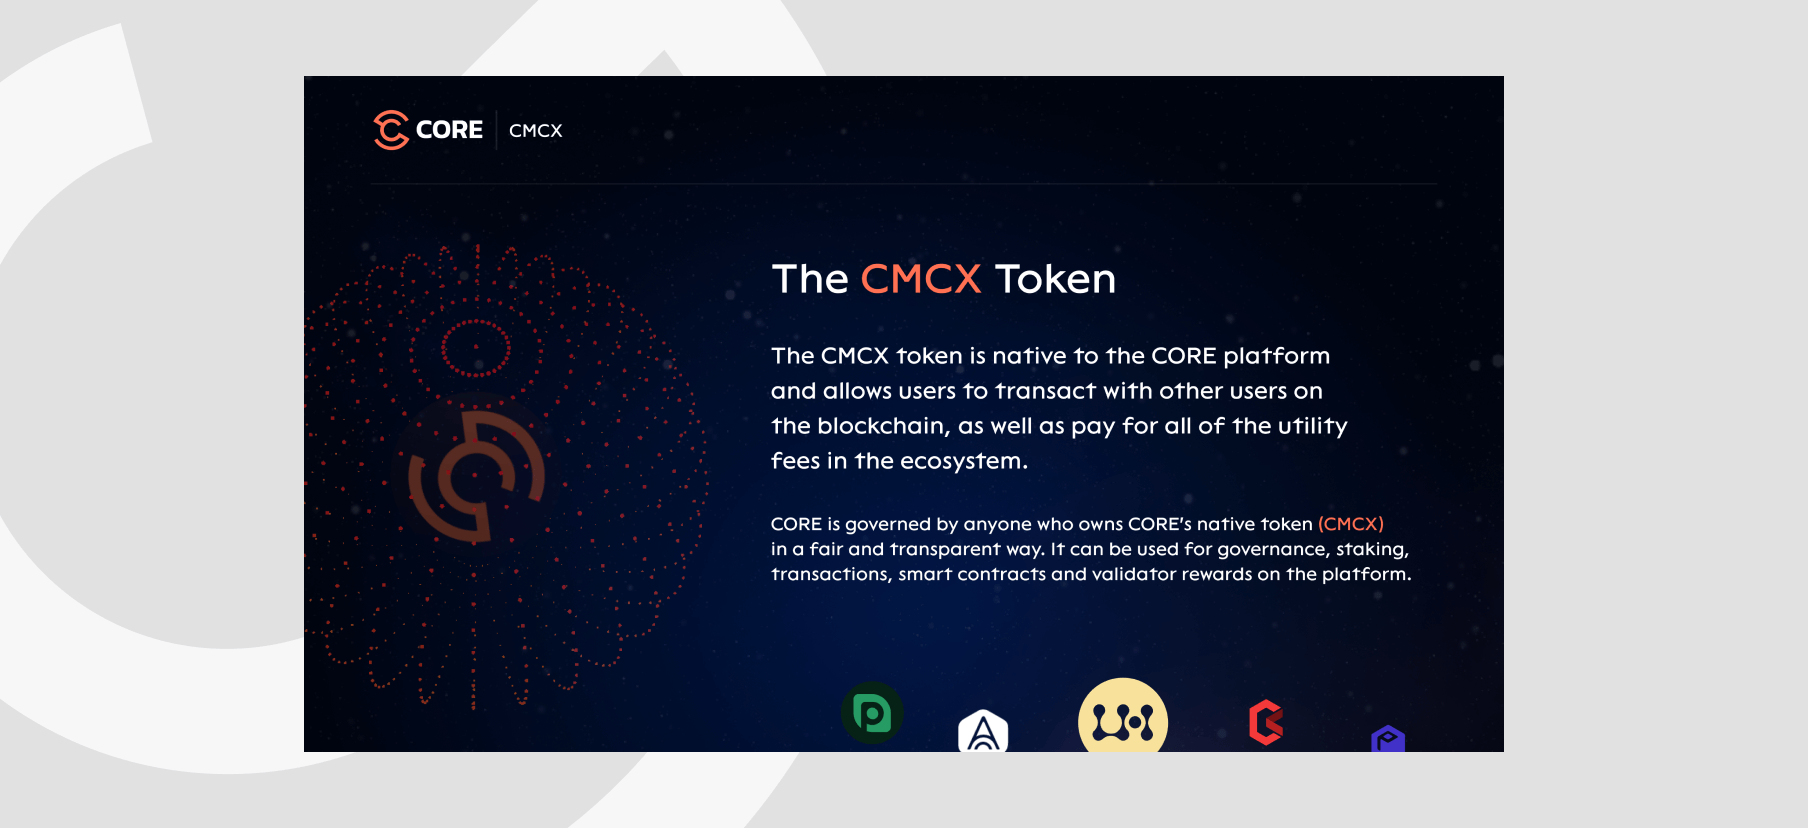 CORE | CMCX
The CMCX Token
The CMCX token is native to the CORE platform
and allows users to transact with other users on
the blockchain, as well as pay for all of the utility
fees in the ecosystem.
CORE is governed by anyone who owns CORE's native token (CMCX)
in a fair and transparent way. It can be used for governance, staking,
transactions, smart contracts and validator rewards on the platform.